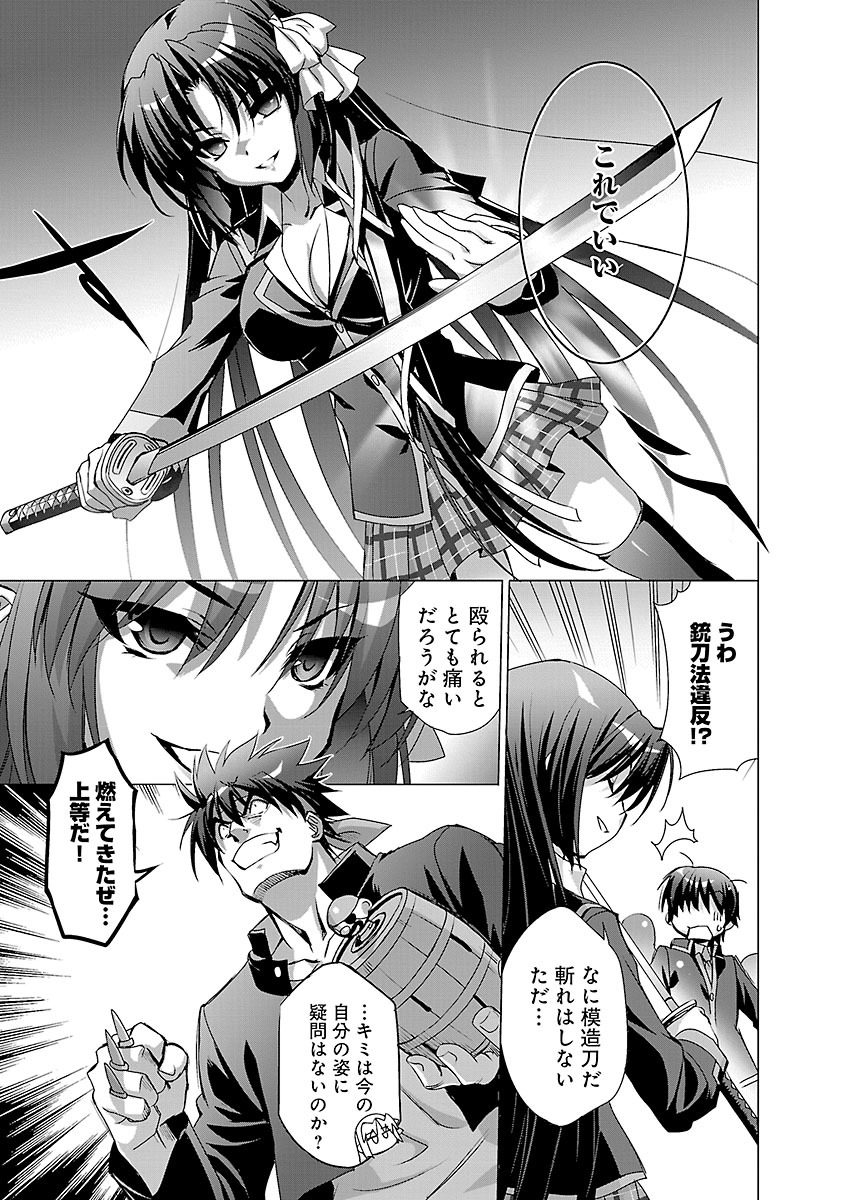 これでいい
うわ
銃刀法違反!?
なに模造刀だ
斬れはしない
ただ…
殴られると
とても痛い
だろうがな
燃えてきたぜ…
上等だ!
…キミは今の
自分の姿に
疑問はないのか?